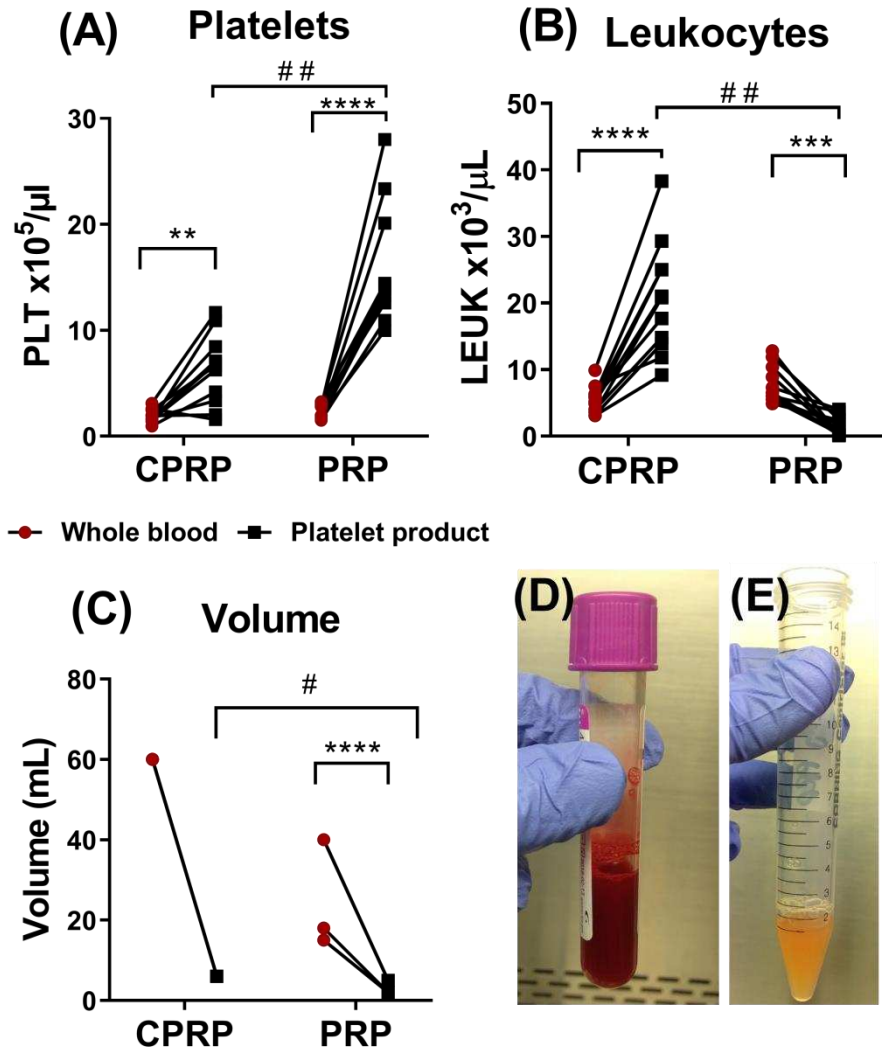 (A) Platelets
# #
****
**
30
20
10
0
PLT x10⁵/µl
CPRP PRP
(B) Leukocytes
# #
****
***
50
40
30
20
10
0
LEUK x10³/µL
CPRP PRP
Whole blood Platelet product
(C) Volume
#
****
80
60
40
20
0
Volume (mL)
CPRP PRP
(D)
(E)
14
13
10
9
8
7
6
5
4
3
2